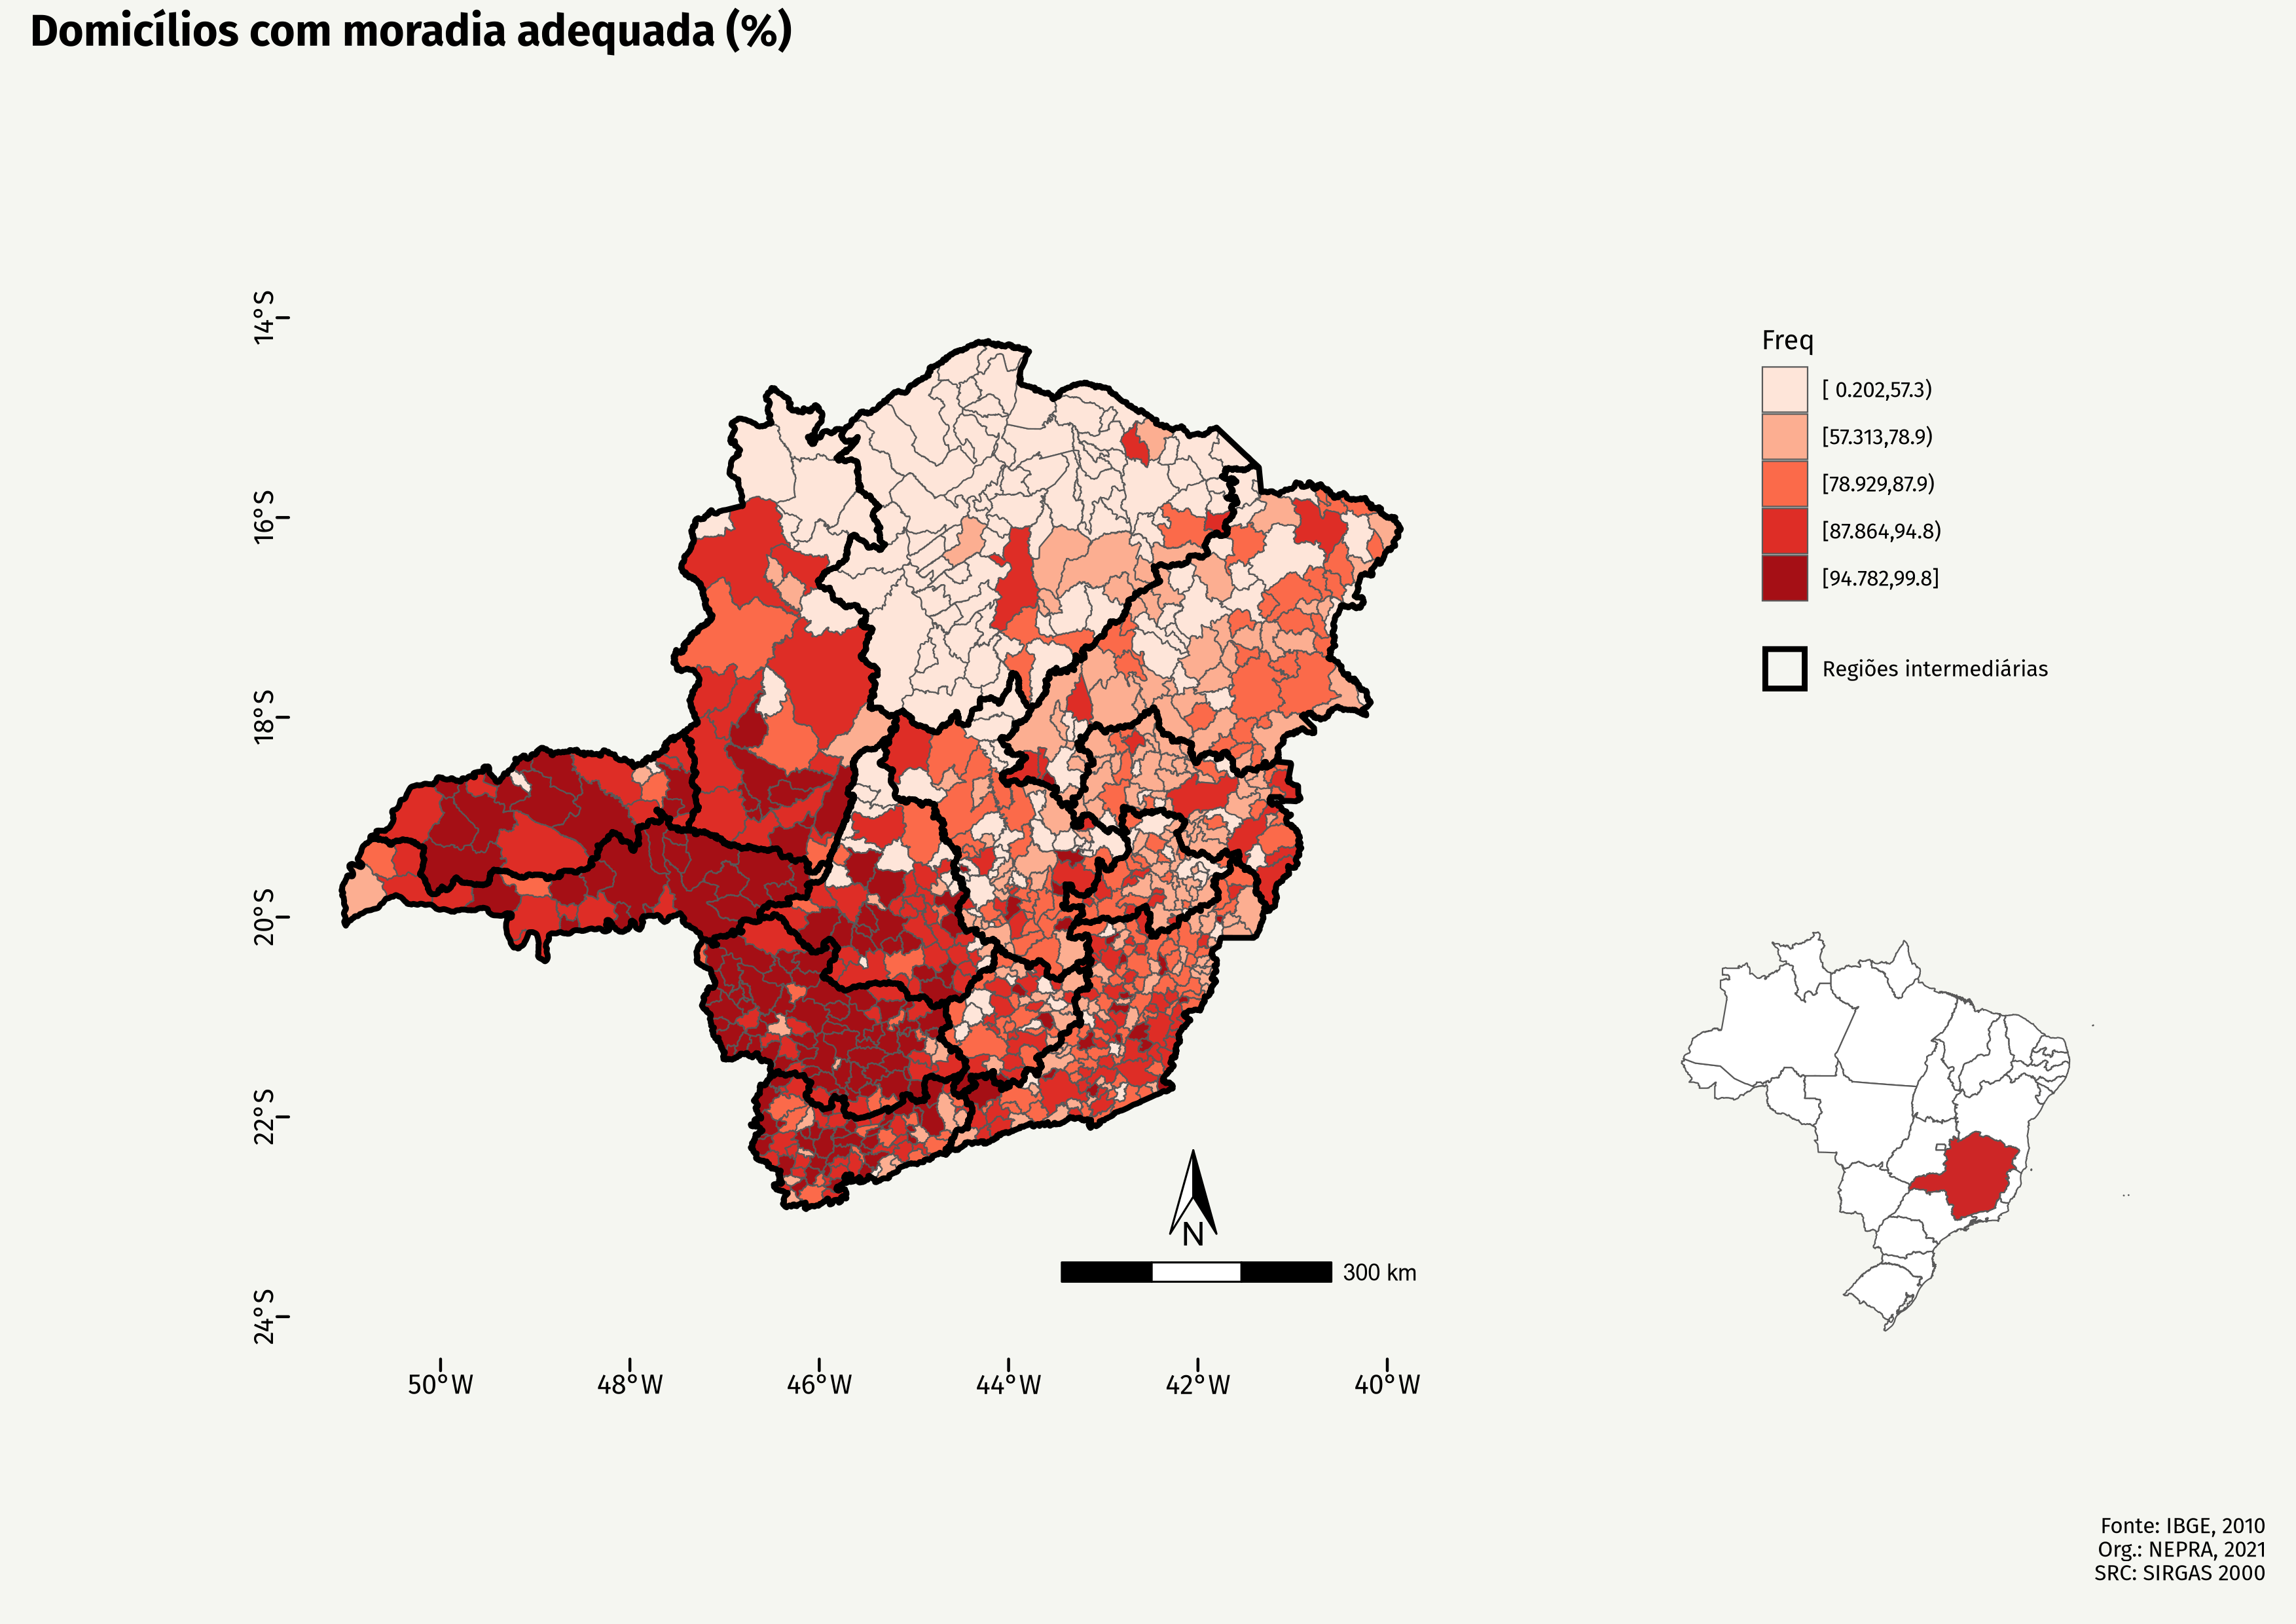 Domicílios com moradia adequada (%)
14°S
16°S
18°S
20°S
22°S
24°S
50°W
48°W
46°W
44°W
42°W
40°W
N
300 km
Freq
[ 0.202,57.3)
[57.313,78.9)
[78.929,87.9)
[87.864,94.8)
[94.782,99.8]
Regiões intermediárias
Fonte: IBGE, 2010
Org.: NEPRA, 2021
SRC: SIRGAS 2000